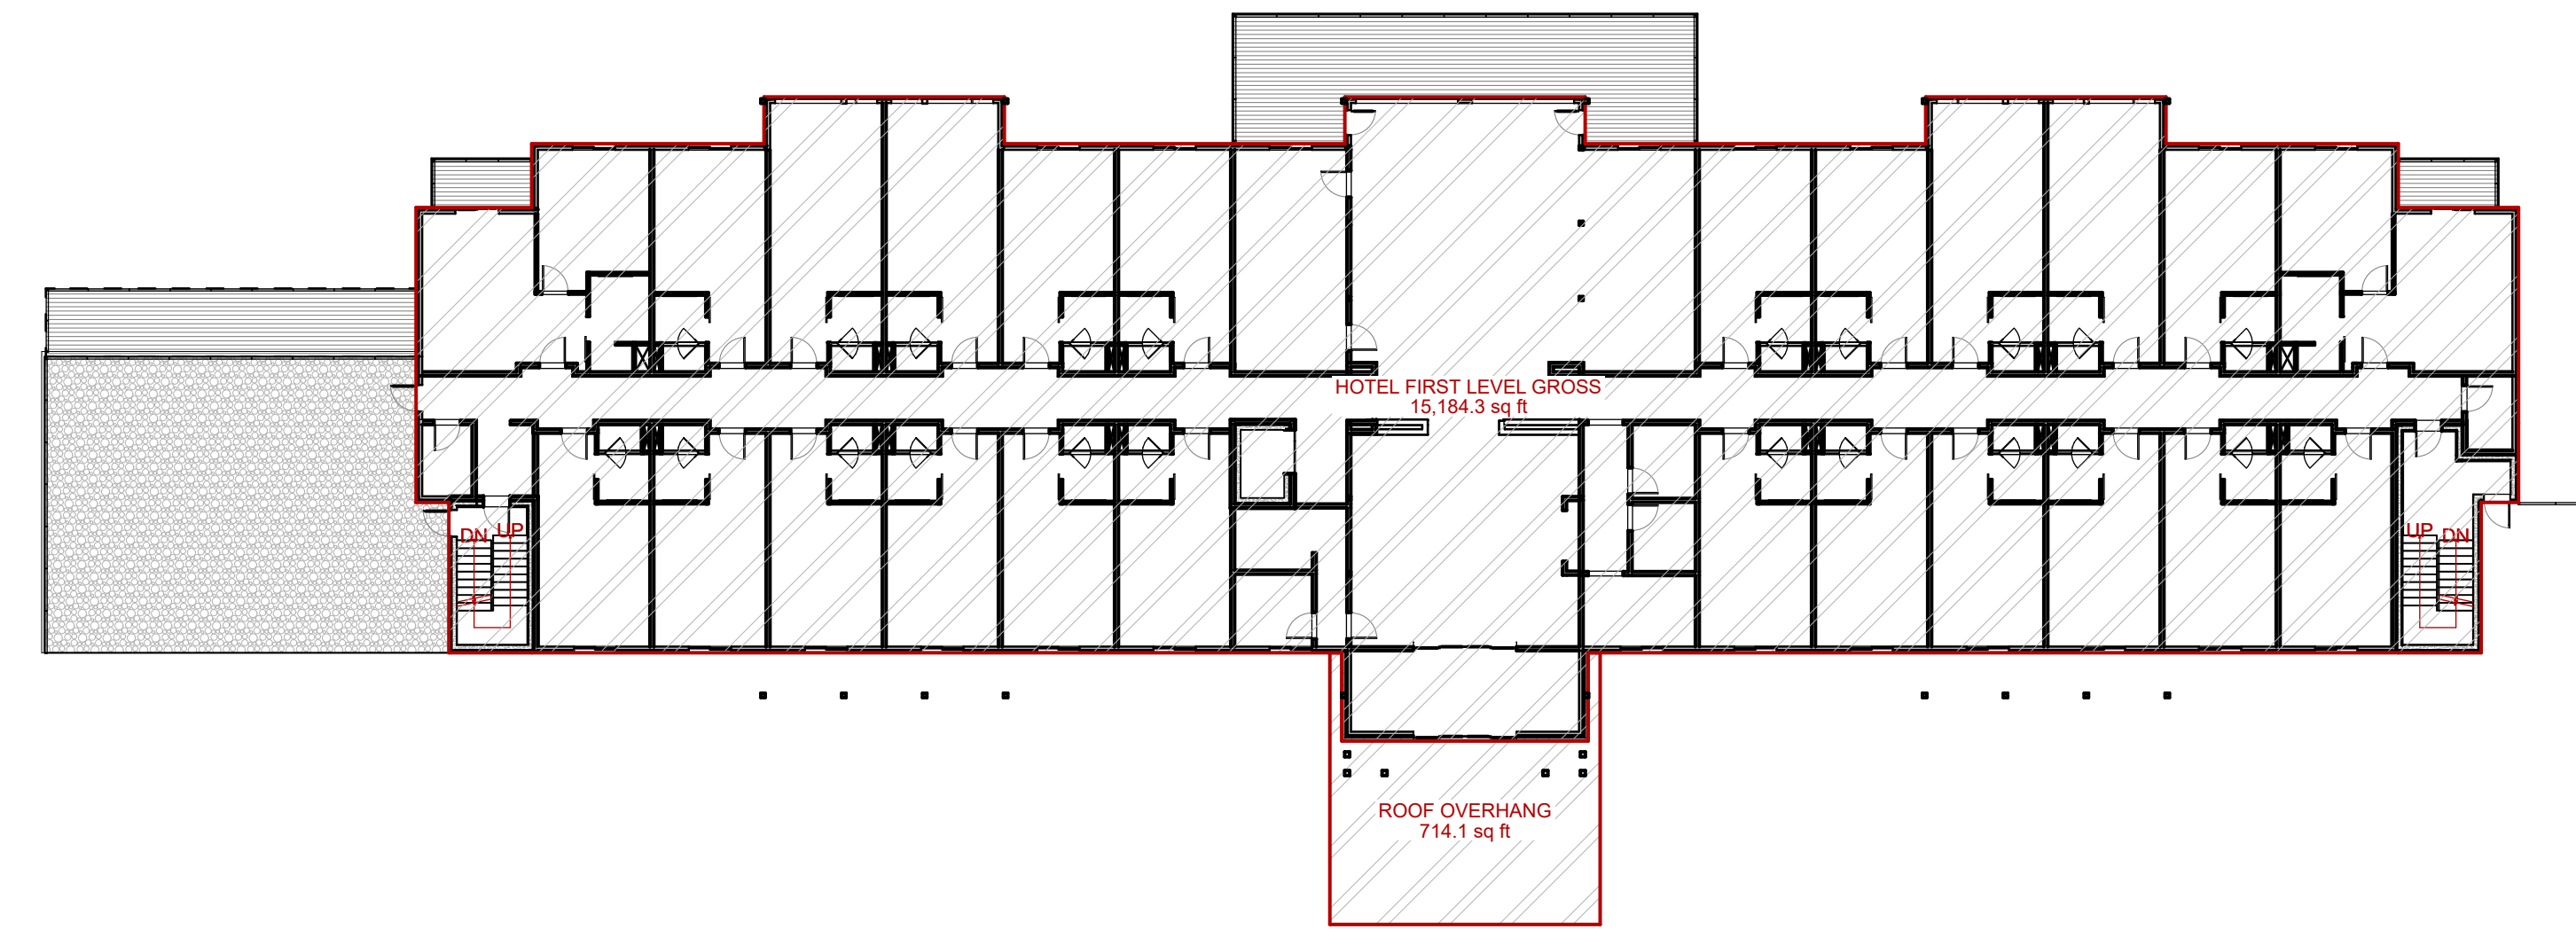 HOTEL FIRST LEVEL GROSS
15,184.3 sq ft
DN UP
UP DN
ROOF OVERHANG
714.1 sq ft